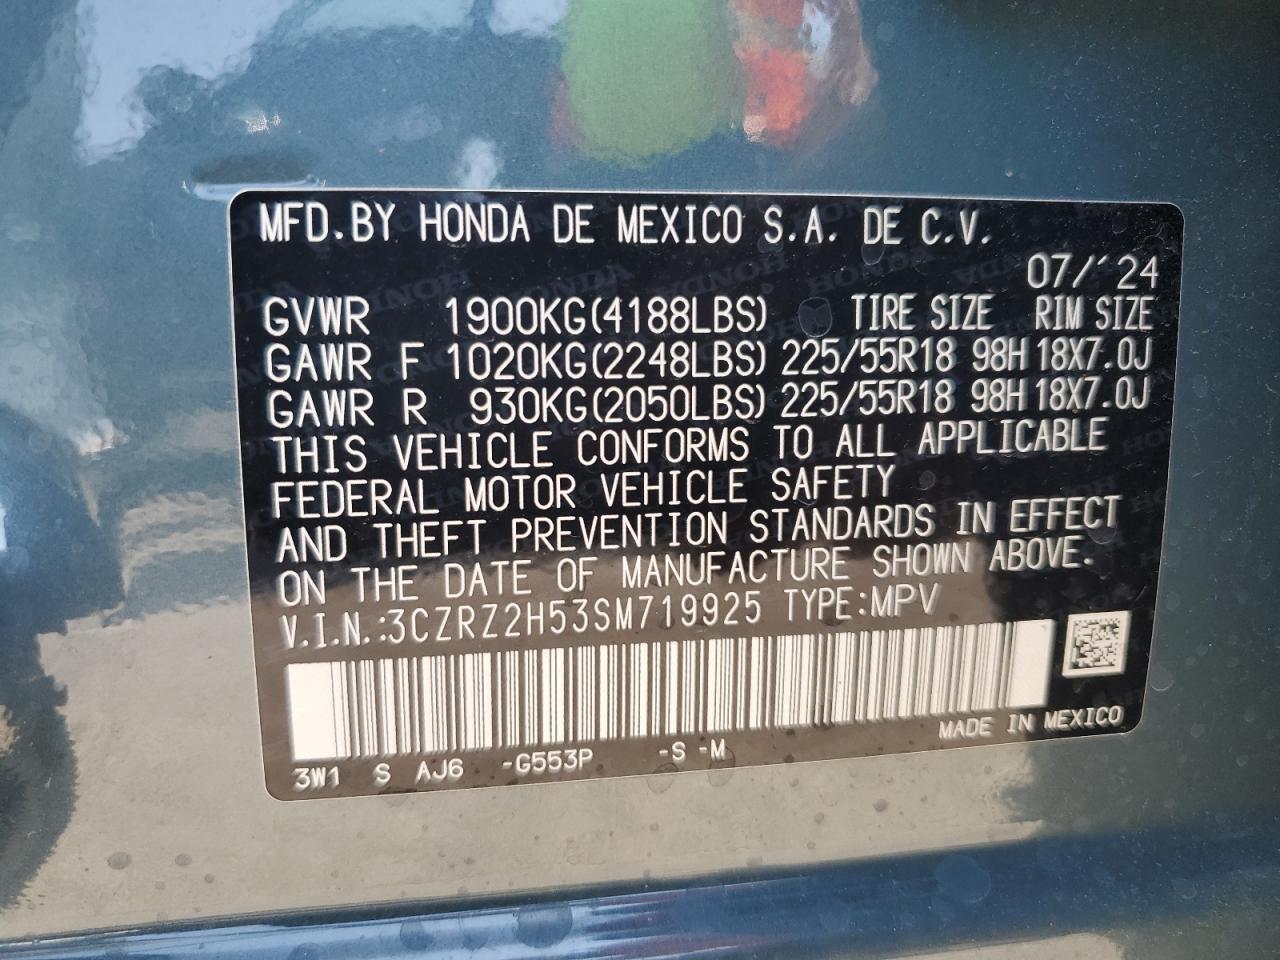 MFD.BY HONDA DE MEXICO S.A. DE C.V.
07/'24
GVWR 1900KG(4188LBS) TIRE SIZE RIM SIZE
GAWR F 1020KG(2248LBS) 225/55R18 98H 18X7.0J
GAWR R 930KG(2050LBS) 225/55R18 98H 18X7.0J
THIS VEHICLE CONFORMS TO ALL APPLICABLE
FEDERAL MOTOR VEHICLE SAFETY
AND THEFT PREVENTION STANDARDS IN EFFECT
ON THE DATE OF MANUFACTURE SHOWN ABOVE.
V.I.N.:3CZRZ2H53SM719925 TYPE:MPV
MADE IN MEXICO
3W1 S AJ6 -G553P -S -M